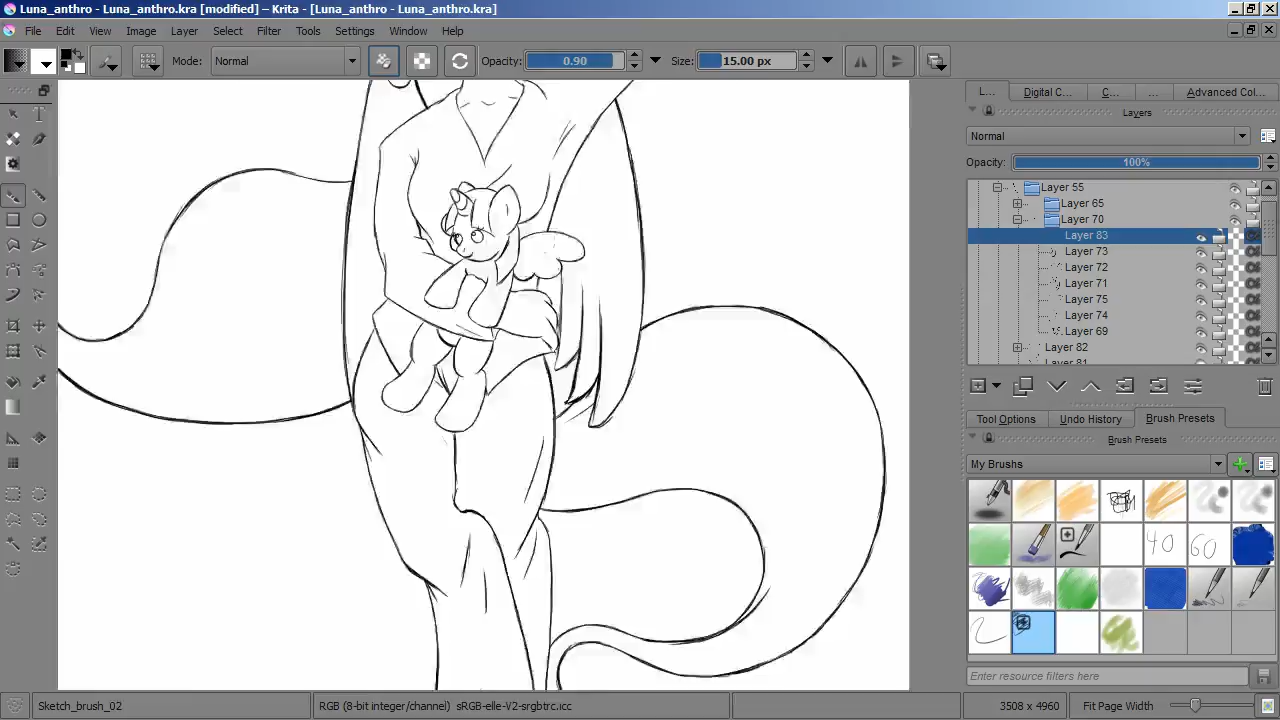 Luna_anthro - Luna_anthro.kra [modified] – Krita - [Luna_anthro - Luna_anthro.kra]
File Edit View Image Layer Select Filter Tools Settings Window Help
Mode: Normal Opacity: 0.90 Size: 15.00 px
L... Digital C... C... ... Advanced Col...
Layers
Normal
Opacity: 100%
Layer 55
Layer 65
Layer 70
Layer 83
Layer 73
Layer 72
Layer 71
Layer 75
Layer 74
Layer 69
Layer 82
Layer 81
Tool Options Undo History Brush Presets
Brush Presets
My Brushes
40 60
Enter resource filters here
Sketch_brush_02 RGB (8-bit integer/channel) sRGB-elle-V2-srgbtrc.icc 3508 x 4960 Fit Page Width